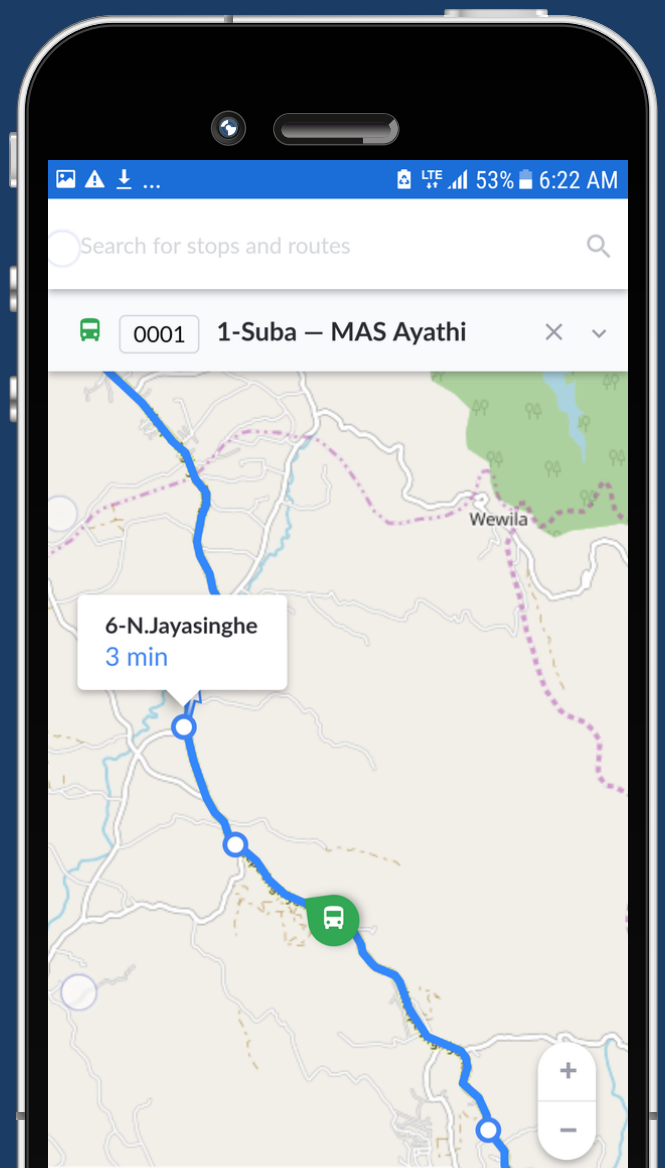 ... LTE 53% 6:22 AM
Search for stops and routes
0001 1-Suba — MAS Ayathi
Wewila
6-N.Jayasinghe
3 min
+
−